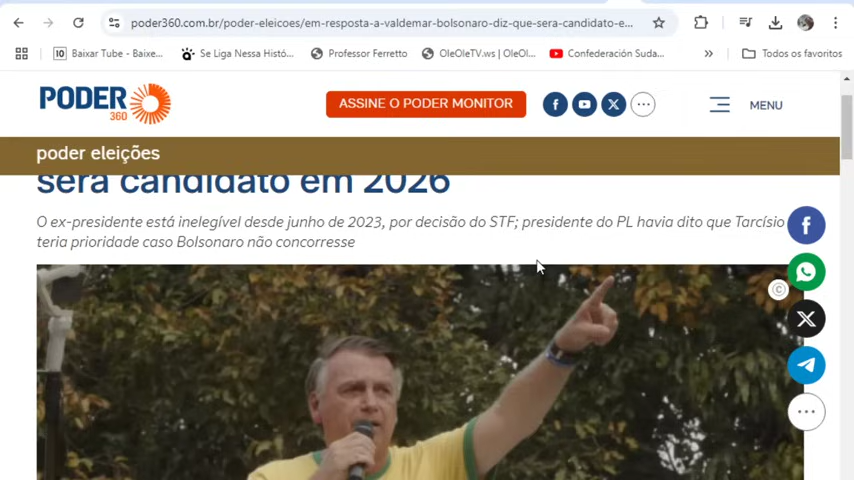 poder360.com.br/poder-eleicoes/em-resposta-a-valdemar-bolsonaro-diz-que-sera-candidato-e...
10 Baixar Tube - Baixe...
Se Liga Nessa Histó...
Professor Ferretto
OleOleTV.ws | OleOl...
Confederación Suda...
»
Todos os favoritos
PODER
360
ASSINE O PODER MONITOR
MENU
poder eleições
será candidato em 2026
O ex-presidente está inelegível desde junho de 2023, por decisão do STF; presidente do PL havia dito que Tarcísio
teria prioridade caso Bolsonaro não concorresse
©